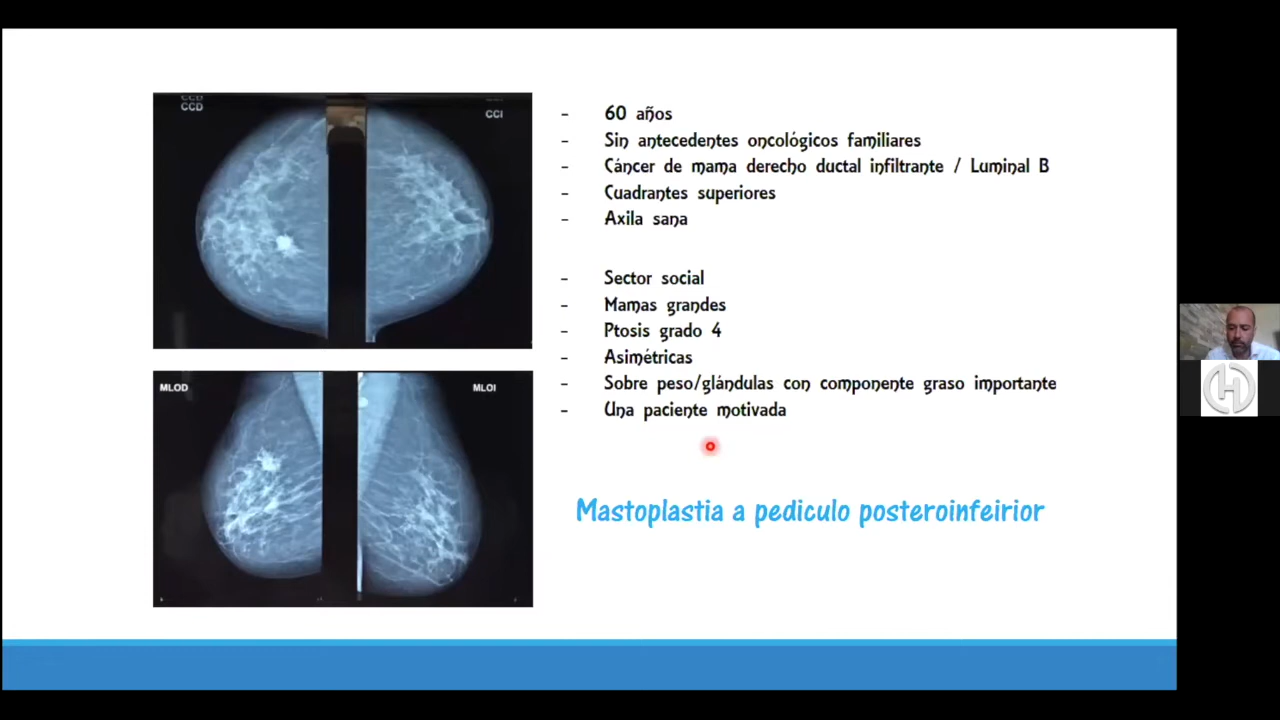 CCD
CCD
CCI
MLOD
MLOI
- 60 años
- Sin antecedentes oncológicos familiares
- Cáncer de mama derecho ductal infiltrante / Luminal B
- Cuadrantes superiores
- Axila sana
- Sector social
- Mamas grandes
- Ptosis grado 4
- Asimétricas
- Sobre peso/glándulas con componente graso importante
- Una paciente motivada
Mastoplastia a pediculo posteroinfeirior
H